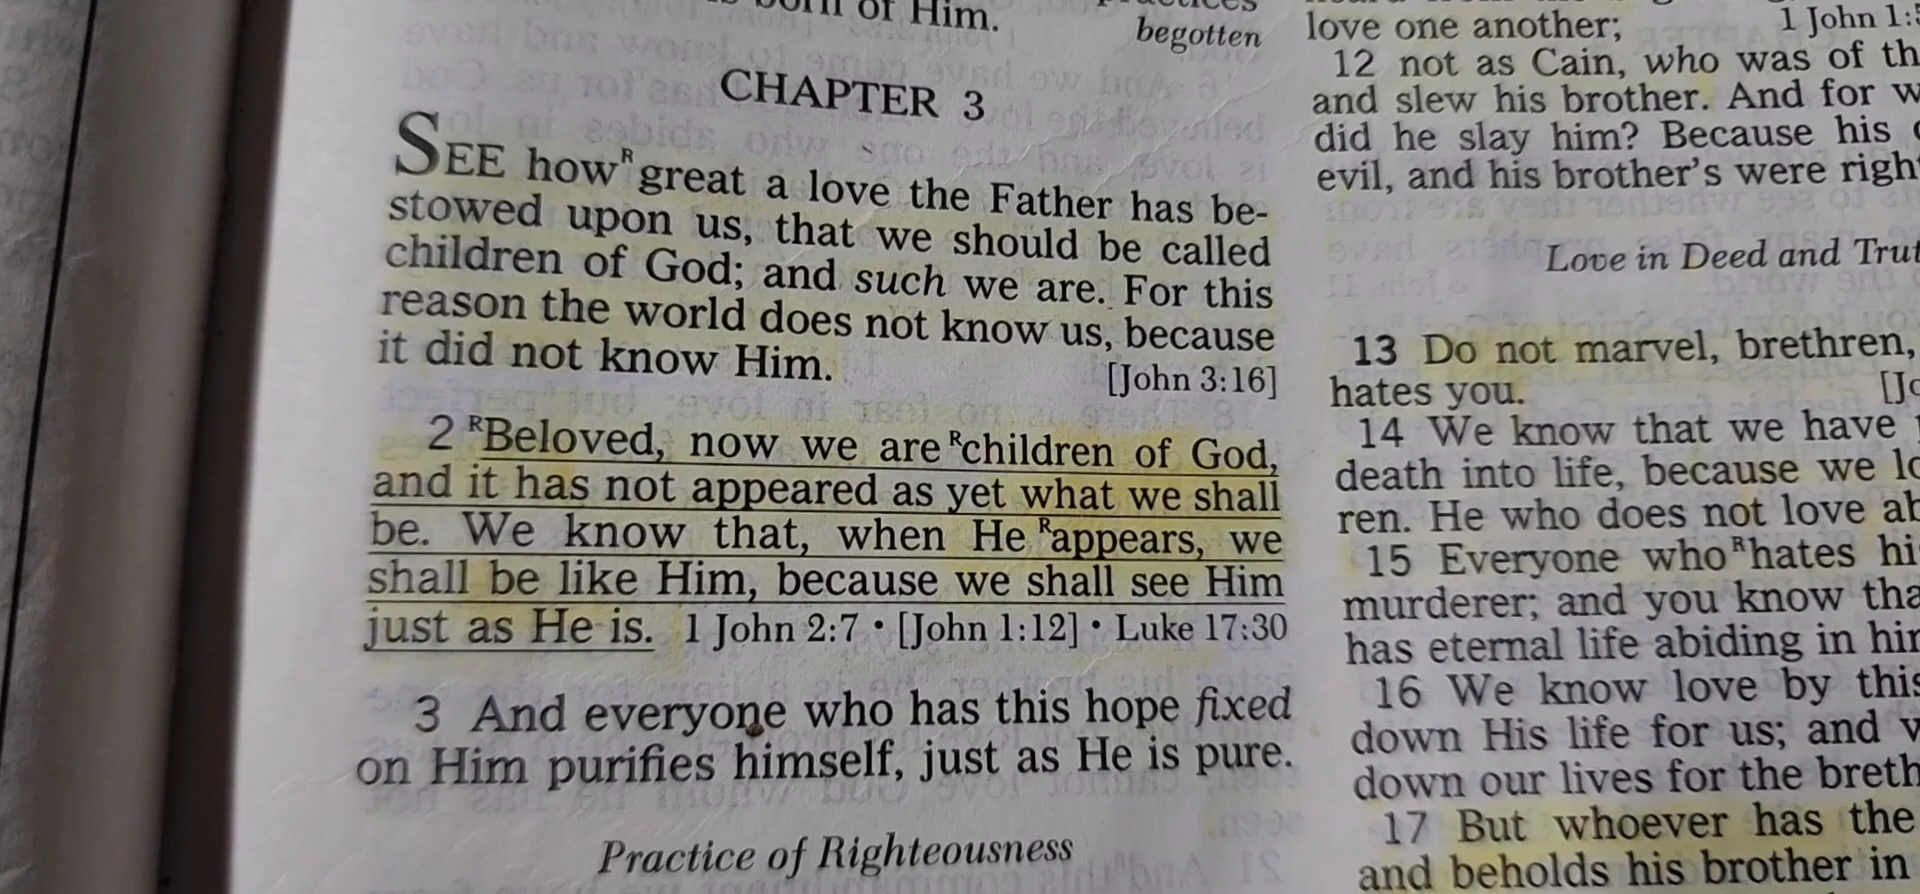 born of Him.
begotten
CHAPTER 3
SEE how ᴿgreat a love the Father has be-
stowed upon us, that we should be called
children of God; and such we are. For this
reason the world does not know us, because
it did not know Him.
[John 3:16]
2 ᴿBeloved, now we are ᴿchildren of God,
and it has not appeared as yet what we shall
be. We know that, when He ᴿappears, we
shall be like Him, because we shall see Him
just as He is. 1 John 2:7 • [John 1:12] • Luke 17:30
3 And everyone who has this hope fixed
on Him purifies himself, just as He is pure.
Practice of Righteousness
love one another; 1 John 1:
12 not as Cain, who was of
and slew his brother. And for
did he slay him? Because his
evil, and his brother's were
Love in Deed and
13 Do not marvel, brethren,
hates you.
14 We know that we have
death into life, because we
ren. He who does not love
15 Everyone who ᴿhates
murderer; and you know
has eternal life abiding in
16 We know love by
down His life for us; and
down our lives for the
17 But whoever has the
and beholds his brother in